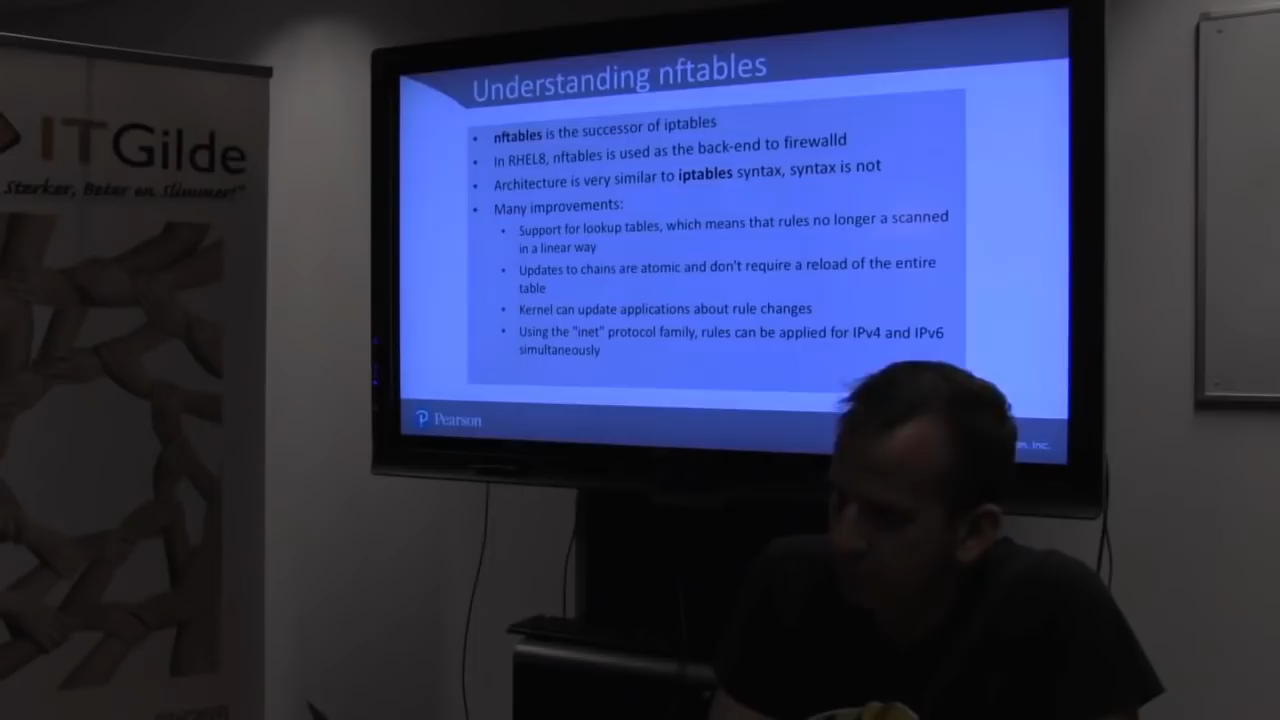 Understanding nftables
• nftables is the successor of iptables
• In RHEL8, nftables is used as the back-end to firewalld
• Architecture is very similar to iptables syntax, syntax is not
• Many improvements:
• Support for lookup tables, which means that rules no longer a scanned
in a linear way
• Updates to chains are atomic and don't require a reload of the entire
table
• Kernel can update applications about rule changes
• Using the "inet" protocol family, rules can be applied for IPv4 and IPv6
simultaneously
Pearson
Inc.
ITGilde
Sterker, Beter en Slimmer!